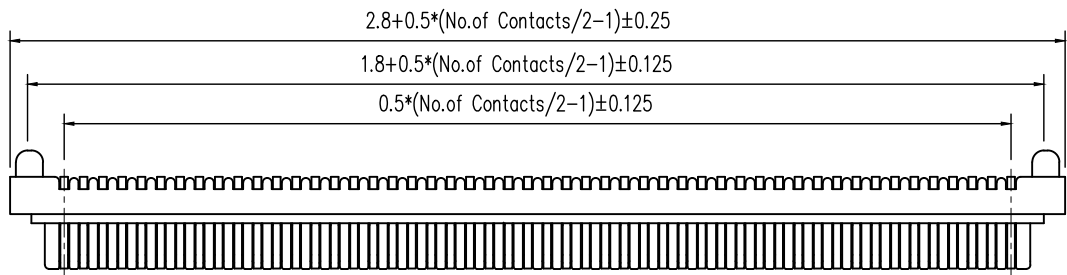 2.8+0.5*(No.of Contacts/2-1)±0.25
1.8+0.5*(No.of Contacts/2-1)±0.125
0.5*(No.of Contacts/2-1)±0.125